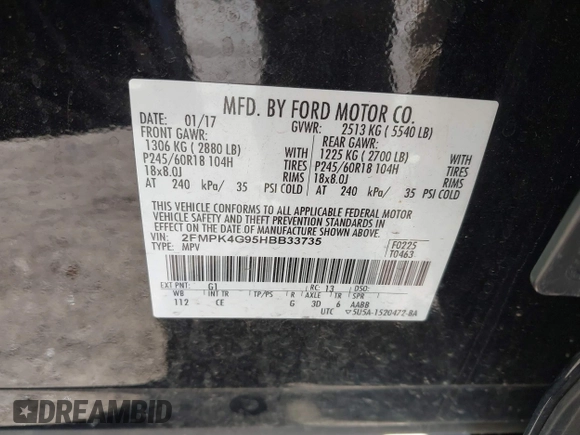 MFD. BY FORD MOTOR CO.
DATE: 01/17 GVWR: 2513 KG ( 5540 LB)
FRONT GAWR: REAR GAWR:
1306 KG ( 2880 LB) WITH 1225 KG ( 2700 LB) WITH
P245/60R18 104H TIRES P245/60R18 104H TIRES
18x8.0J RIMS 18x8.0J RIMS
AT 240 kPa/ 35 PSI COLD AT 240 kPa/ 35 PSI COLD
THIS VEHICLE CONFORMS TO ALL APPLICABLE FEDERAL MOTOR
VEHICLE SAFETY AND THEFT PREVENTION STANDARDS IN
EFFECT ON THE DATE OF MANUFACTURE SHOWN ABOVE.
VIN: 2FMPK4G95HBB33735 F0225
TYPE: MPV T0463
EXT PNT: G1 RC: 13 DSO:
WB INT TR TP/PS R AXLE TR SPR
112 CE G 3D 6 AABB
UTC 5U5A-1520472-BA
DREAMBID